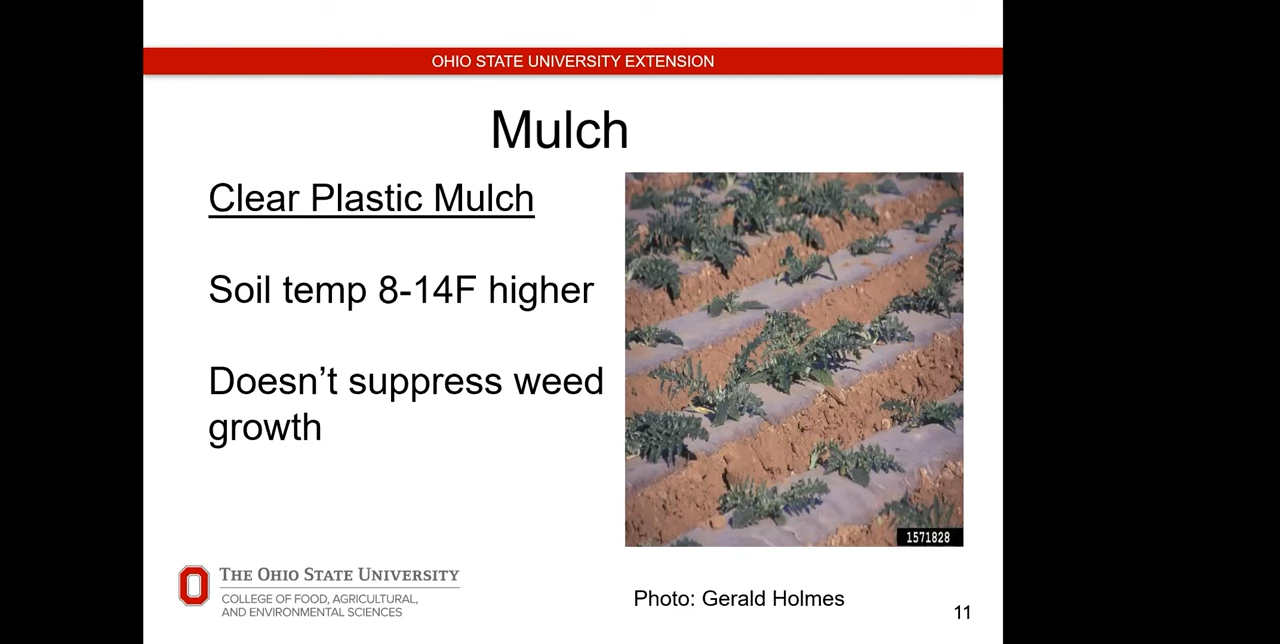 OHIO STATE UNIVERSITY EXTENSION
Mulch
Clear Plastic Mulch
Soil temp 8-14F higher
Doesn’t suppress weed
growth
1571828
THE OHIO STATE UNIVERSITY
COLLEGE OF FOOD, AGRICULTURAL,
AND ENVIRONMENTAL SCIENCES
Photo: Gerald Holmes
11